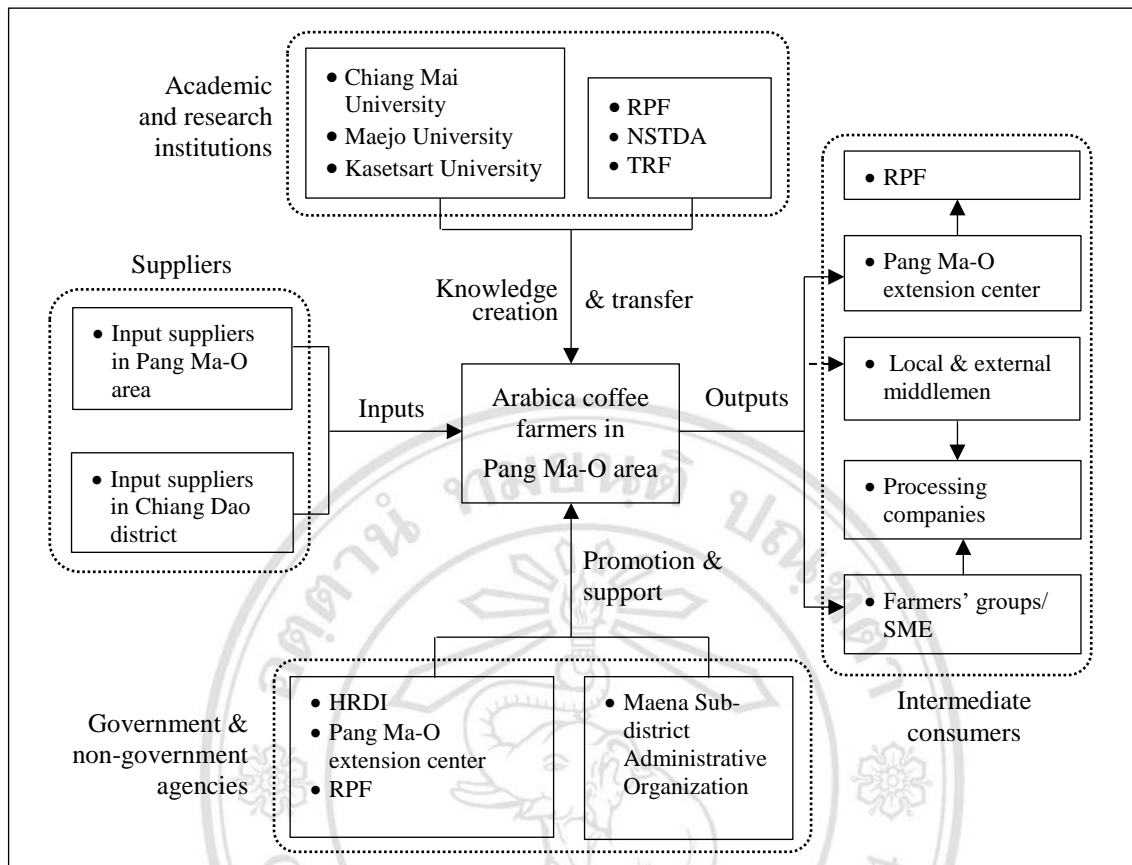 Academic
and research
institutions
• Chiang Mai
University
• Maejo University
• Kasetsart University
• RPF
• NSTDA
• TRF
Suppliers
• Input suppliers
in Pang Ma-O
area
• Input suppliers
in Chiang Dao
district
Inputs
Knowledge
creation
& transfer
Arabica coffee
farmers in
Pang Ma-O area
Outputs
• RPF
• Pang Ma-O
extension center
• Local & external
middlemen
• Processing
companies
• Farmers' groups/
SME
Intermediate
consumers
Promotion &
support
Government &
non-government
agencies
• HRDI
• Pang Ma-O
extension center
• RPF
• Maena Sub-
district
Administrative
Organization